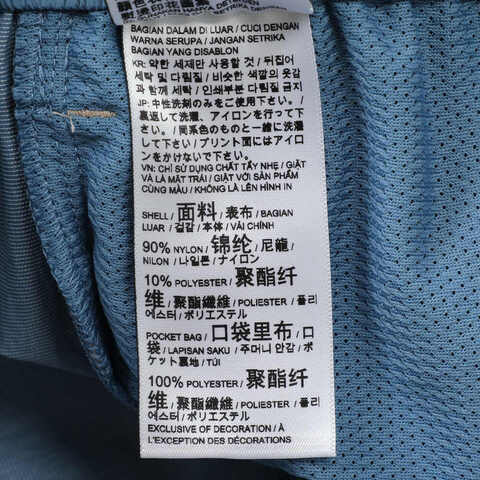 BAGIAN DALAM DI LUAR / CUCI DENGAN
WARNA SERUPA / JANGAN SETRIKA
BAGIAN YANG DISABLON
KR: 약한 세제만 사용할 것 / 뒤집어
세탁 및 다림질 / 비슷한 색깔의 옷감
과 함께 세탁 / 인쇄부분 다림질 금지
JP: 中性洗剤のみをご使用下さい。/
裏返して洗濯、アイロンを行って下さ
い。/同系色のものと一緒に洗濯
して下さい/プリント面にはアイロ
ンをかけないで下さい。
VN: CHỈ SỬ DỤNG CHẤT TẨY NHẸ / GIẶT
VÀ LÀ MẶT TRÁI / GIẶT VỚI SẢN PHẨM
CÙNG MÀU / KHÔNG LÀ LÊN HÌNH IN
SHELL / 面料 / 表布 / BAGIAN
LUAR / 겉감 / 本体 / VẢI CHÍNH
90% NYLON / 锦纶 / 尼龍 /
NILON / 나일론 / ナイロン
10% POLYESTER / 聚酯纤
维 / 聚酯纖維 / POLIESTER / 폴리
에스터 / ポリエステル
POCKET BAG / 口袋里布 / 口
袋 / LAPISAN SAKU / 주머니 안감 / ポ
ケット裏地 / TÚI
100% POLYESTER / 聚酯纤
维 / 聚酯纖維 / POLIESTER / 폴리
에스터 / ポリエステル
EXCLUSIVE OF DECORATION / À
L'EXCEPTION DES DÉCORATIONS